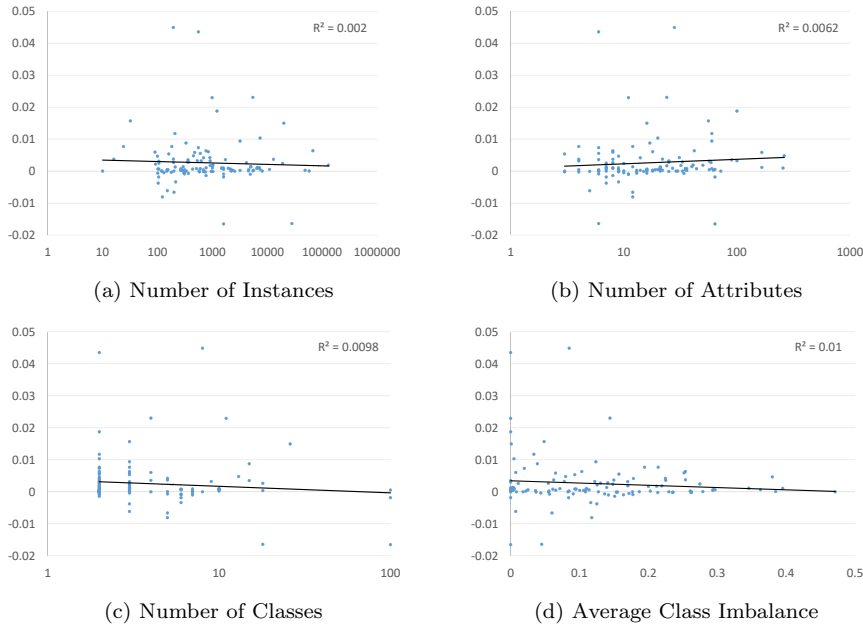 0.05
R² = 0.002
0.04
0.03
0.02
0.01
0
-0.01
-0.02
1 10 100 1000 10000 100000 1000000
(a) Number of Instances
0.05
R² = 0.0062
0.04
0.03
0.02
0.01
0
-0.01
-0.02
1 10 100 1000
(b) Number of Attributes
0.05
R² = 0.0098
0.04
0.03
0.02
0.01
0
-0.01
-0.02
1 10 100
(c) Number of Classes
0.05
R² = 0.01
0.04
0.03
0.02
0.01
0
-0.01
-0.02
0 0.1 0.2 0.3 0.4 0.5
(d) Average Class Imbalance